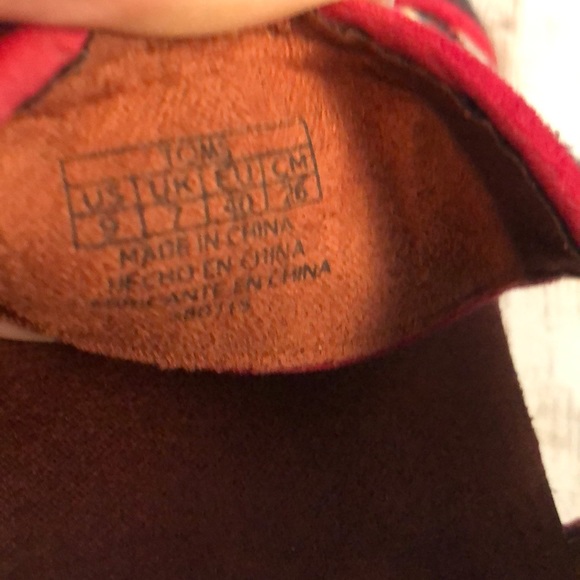 TOMS
US UK EU CM
9 7 40 26
MADE IN CHINA
HECHO EN CHINA
EN CHINA